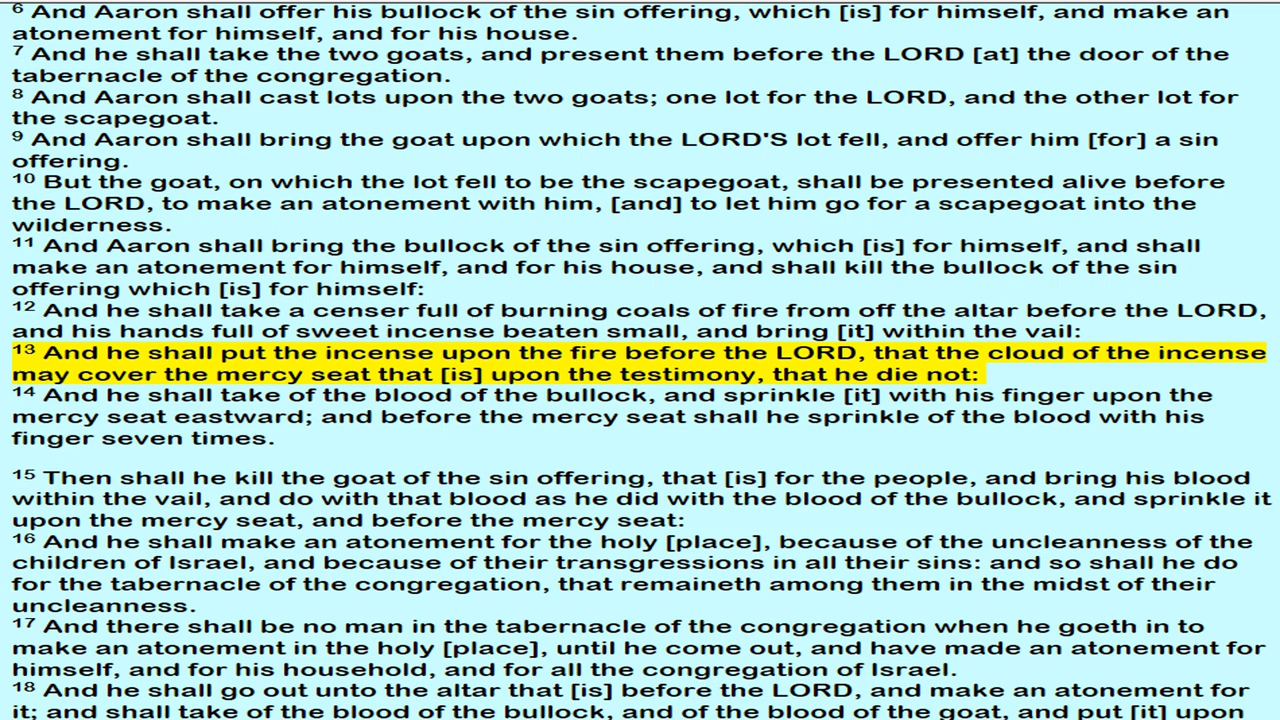 6 And Aaron shall offer his bullock of the sin offering, which [is] for himself, and make an
atonement for himself, and for his house.
7 And he shall take the two goats, and present them before the LORD [at] the door of the
tabernacle of the congregation.
8 And Aaron shall cast lots upon the two goats; one lot for the LORD, and the other lot for
the scapegoat.
9 And Aaron shall bring the goat upon which the LORD'S lot fell, and offer him [for] a sin
offering.
10 But the goat, on which the lot fell to be the scapegoat, shall be presented alive before
the LORD, to make an atonement with him, [and] to let him go for a scapegoat into the
wilderness.
11 And Aaron shall bring the bullock of the sin offering, which [is] for himself, and shall
make an atonement for himself, and for his house, and shall kill the bullock of the sin
offering which [is] for himself:
12 And he shall take a censer full of burning coals of fire from off the altar before the LORD,
and his hands full of sweet incense beaten small, and bring [it] within the vail:
13 And he shall put the incense upon the fire before the LORD, that the cloud of the incense
may cover the mercy seat that [is] upon the testimony, that he die not:
14 And he shall take of the blood of the bullock, and sprinkle [it] with his finger upon the
mercy seat eastward; and before the mercy seat shall he sprinkle of the blood with his
finger seven times.
15 Then shall he kill the goat of the sin offering, that [is] for the people, and bring his blood
within the vail, and do with that blood as he did with the blood of the bullock, and sprinkle it
upon the mercy seat, and before the mercy seat:
16 And he shall make an atonement for the holy [place], because of the uncleanness of the
children of Israel, and because of their transgressions in all their sins: and so shall he do
for the tabernacle of the congregation, that remaineth among them in the midst of their
uncleanness.
17 And there shall be no man in the tabernacle of the congregation when he goeth in to
make an atonement in the holy [place], until he come out, and have made an atonement for
himself, and for his household, and for all the congregation of Israel.
18 And he shall go out unto the altar that [is] before the LORD, and make an atonement for
it; and shall take of the blood of the bullock, and of the blood of the goat, and put [it] upon